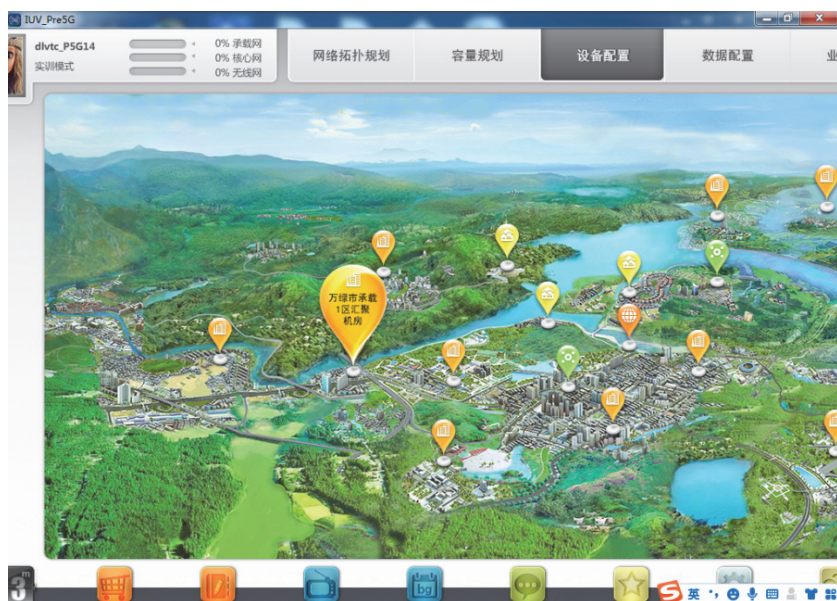 IUV_Pre5G
dlvtc_P5G14
实训模式
0% 承载网
0% 核心网
0% 无线网
网络拓扑规划
容量规划
设备配置
数据配置
业
万绿市承载
1区汇聚
机房
3
m
bg
英